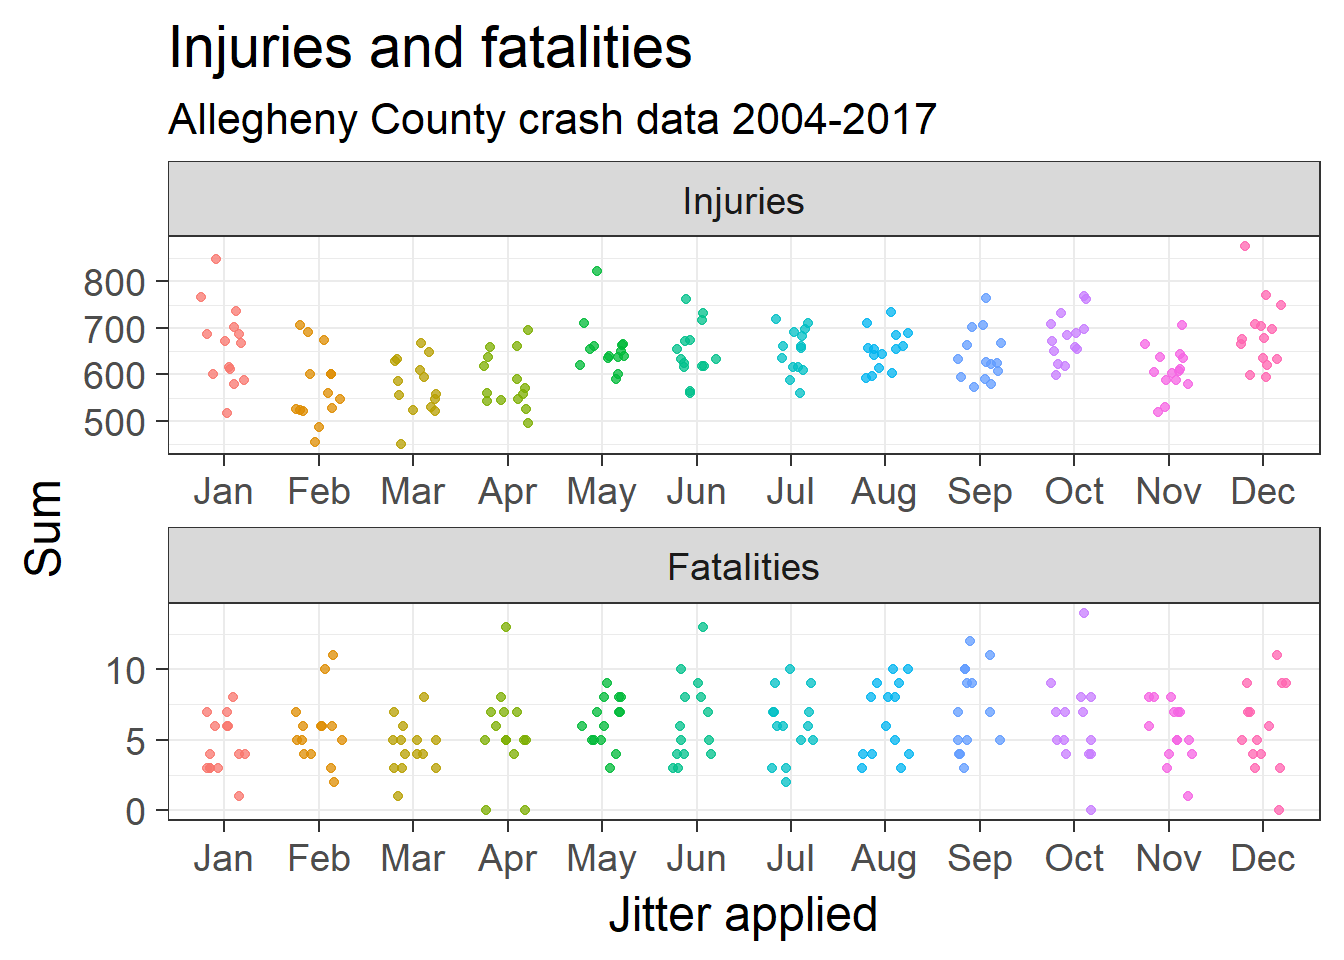 Injuries and fatalities
Allegheny County crash data 2004-2017
Injuries
800
700
600
500
Jan Feb Mar Apr May Jun Jul Aug Sep Oct Nov Dec
Sum
Fatalities
10
5
0
Jan Feb Mar Apr May Jun Jul Aug Sep Oct Nov Dec
Jitter applied